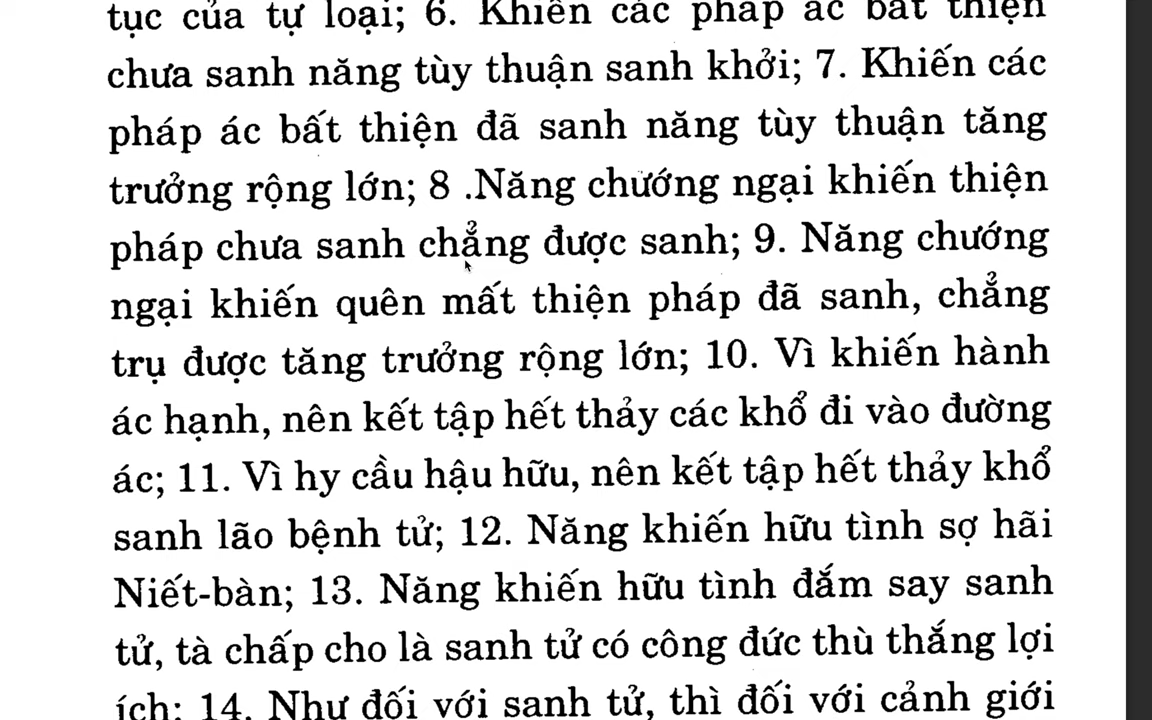 tục của tự loại; 6. Khiến các pháp ác bất thiện
chưa sanh năng tùy thuận sanh khởi; 7. Khiến các
pháp ác bất thiện đã sanh năng tùy thuận tăng
trưởng rộng lớn; 8 .Năng chướng ngại khiến thiện
pháp chưa sanh chẳng được sanh; 9. Năng chướng
ngại khiến quên mất thiện pháp đã sanh, chẳng
trụ được tăng trưởng rộng lớn; 10. Vì khiến hành
ác hạnh, nên kết tập hết thảy các khổ đi vào đường
ác; 11. Vì hy cầu hậu hữu, nên kết tập hết thảy khổ
sanh lão bệnh tử; 12. Năng khiến hữu tình sợ hãi
Niết-bàn; 13. Năng khiến hữu tình đắm say sanh
tử, tà chấp cho là sanh tử có công đức thù thắng lợi
ích; 14. Như đối với sanh tử, thì đối với cảnh giới